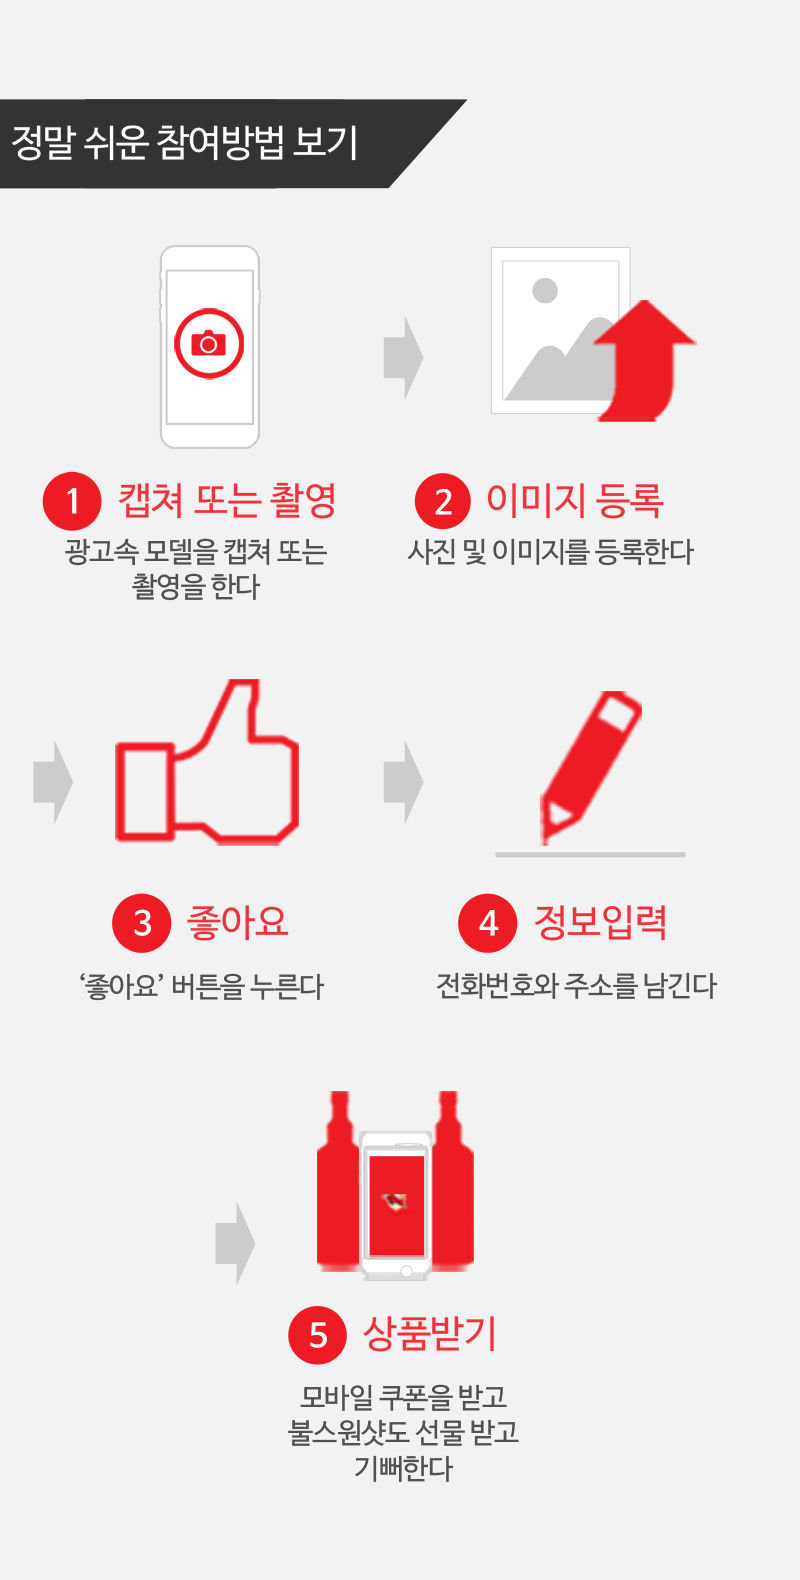 정말 쉬운 참여방법 보기
1 캡쳐 또는 촬영
광고속 모델을 캡쳐 또는
촬영을 한다
2 이미지 등록
사진 및 이미지를 등록한다
3 좋아요
‘좋아요’ 버튼을 누른다
4 정보입력
전화번호와 주소를 남긴다
5 상품받기
모바일 쿠폰을 받고
불스원샷도 선물 받고
기뻐한다